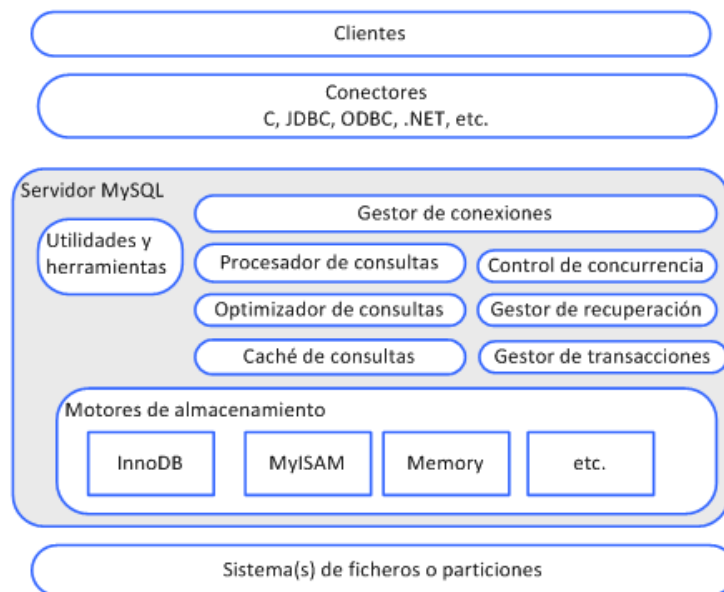 Clientes
Conectores
C, JDBC, ODBC, .NET, etc.
Servidor MySQL
Utilidades y
herramientas
Gestor de conexiones
Procesador de consultas
Control de concurrencia
Optimizador de consultas
Gestor de recuperación
Caché de consultas
Gestor de transacciones
Motores de almacenamiento
InnoDB
MyISAM
Memory
etc.
Sistema(s) de ficheros o particiones